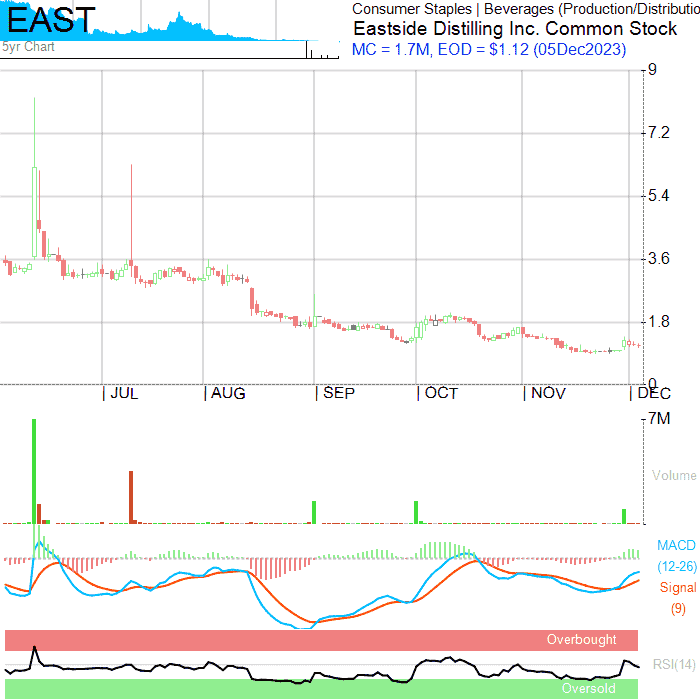 EAST
5yr Chart
Consumer Staples | Beverages (Production/Distributio
Eastside Distilling Inc. Common Stock
MC = 1.7M, EOD = $1.12 (05Dec2023)
9
7.2
5.4
3.6
1.8
0
| JUL | AUG | SEP | OCT | NOV | DEC
7M
Volume
MACD
(12-26)
Signal
(9)
Overbought
RSI(14)
Oversold